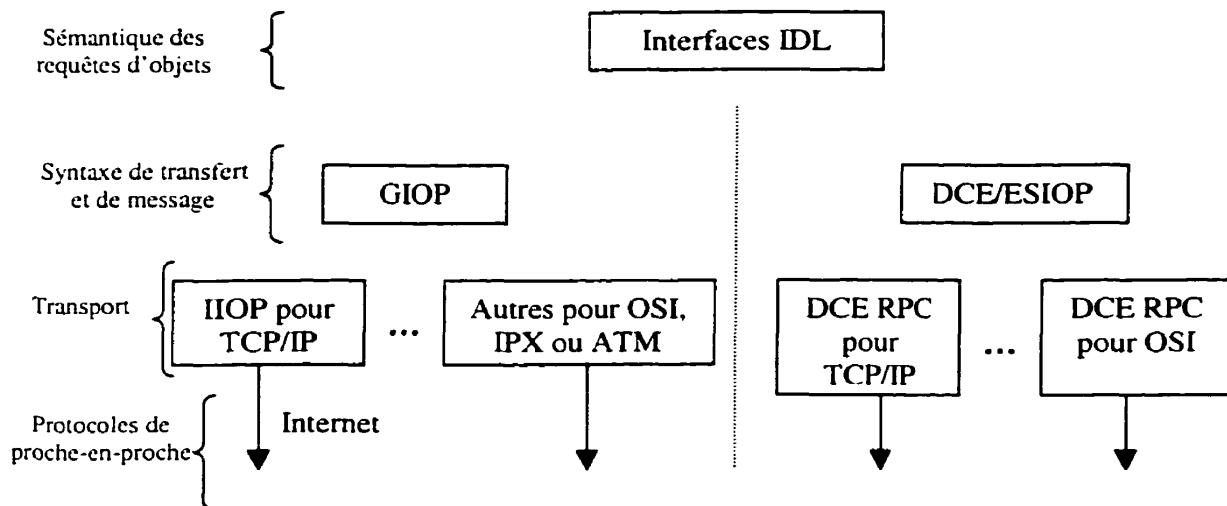 Sémantique des
requêtes d'objets
Interfaces IDL
Syntaxe de transfert
et de message
GIOP
DCE/ESIOP
Transport
IIOP pour
TCP/IP
...
Autres pour OSI,
IPX ou ATM
DCE RPC
pour
TCP/IP
...
DCE RPC
pour OSI
Protocoles de
proche-en-proche
Internet